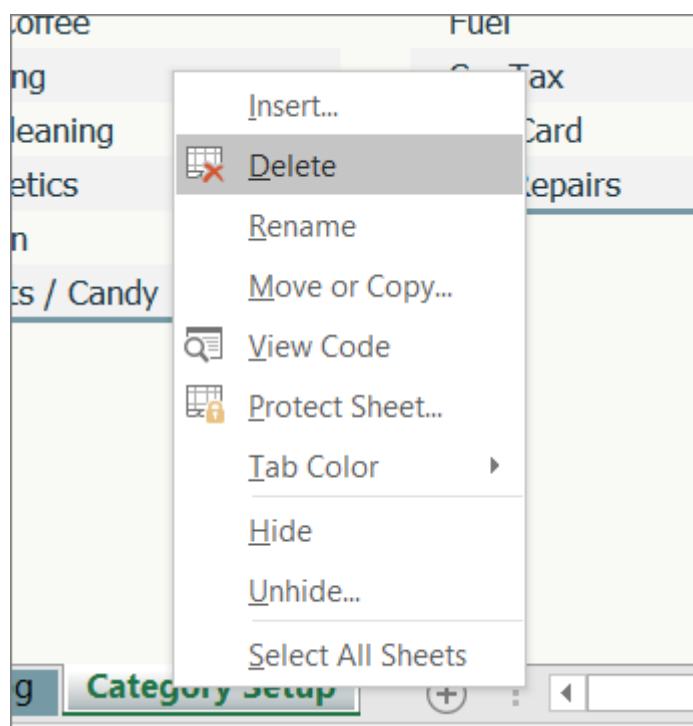 Coffee
Fuel
ng
Tax
leaning
Card
etics
epairs
n
ts / Candy
Insert...
Delete
Rename
Move or Copy...
View Code
Protect Sheet...
Tab Color
Hide
Unhide...
Select All Sheets
g
Category Setup